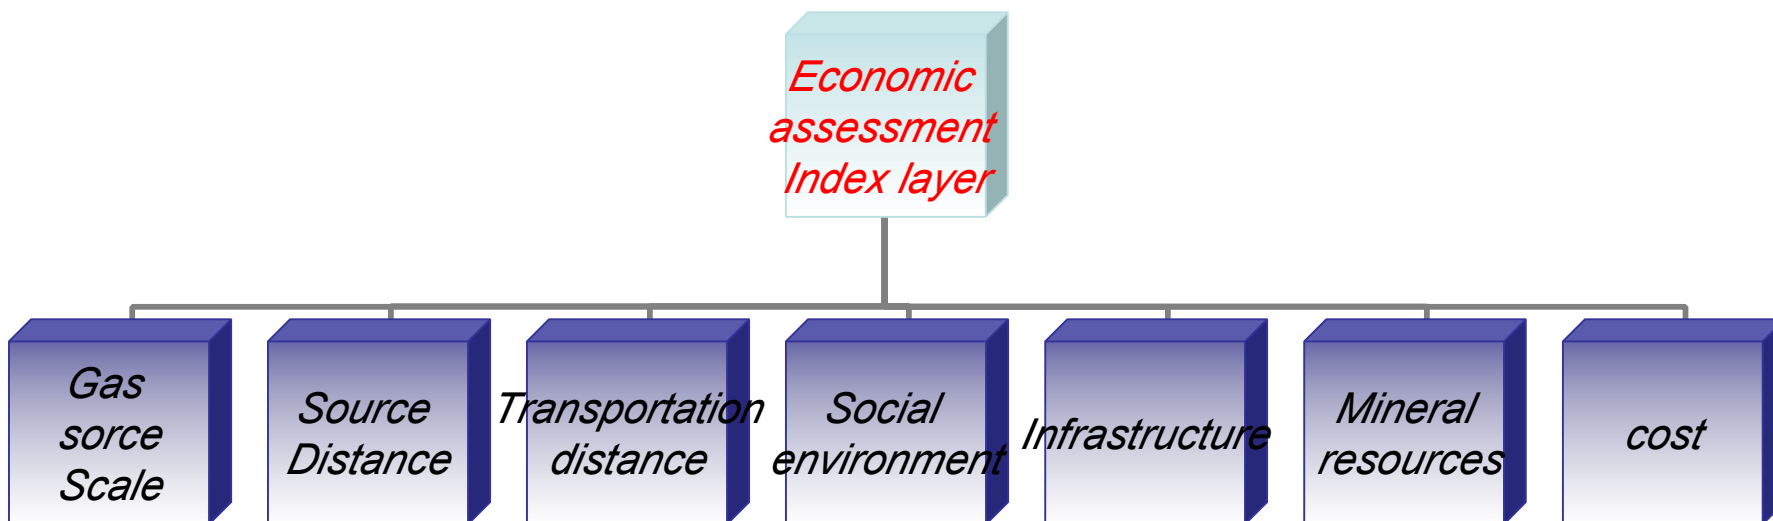 Economic
assessment
Index layer
Gas
sorce
Scale
Source
Distance
Transportation
distance
Social
environment
Infrastructure
Mineral
resources
cost